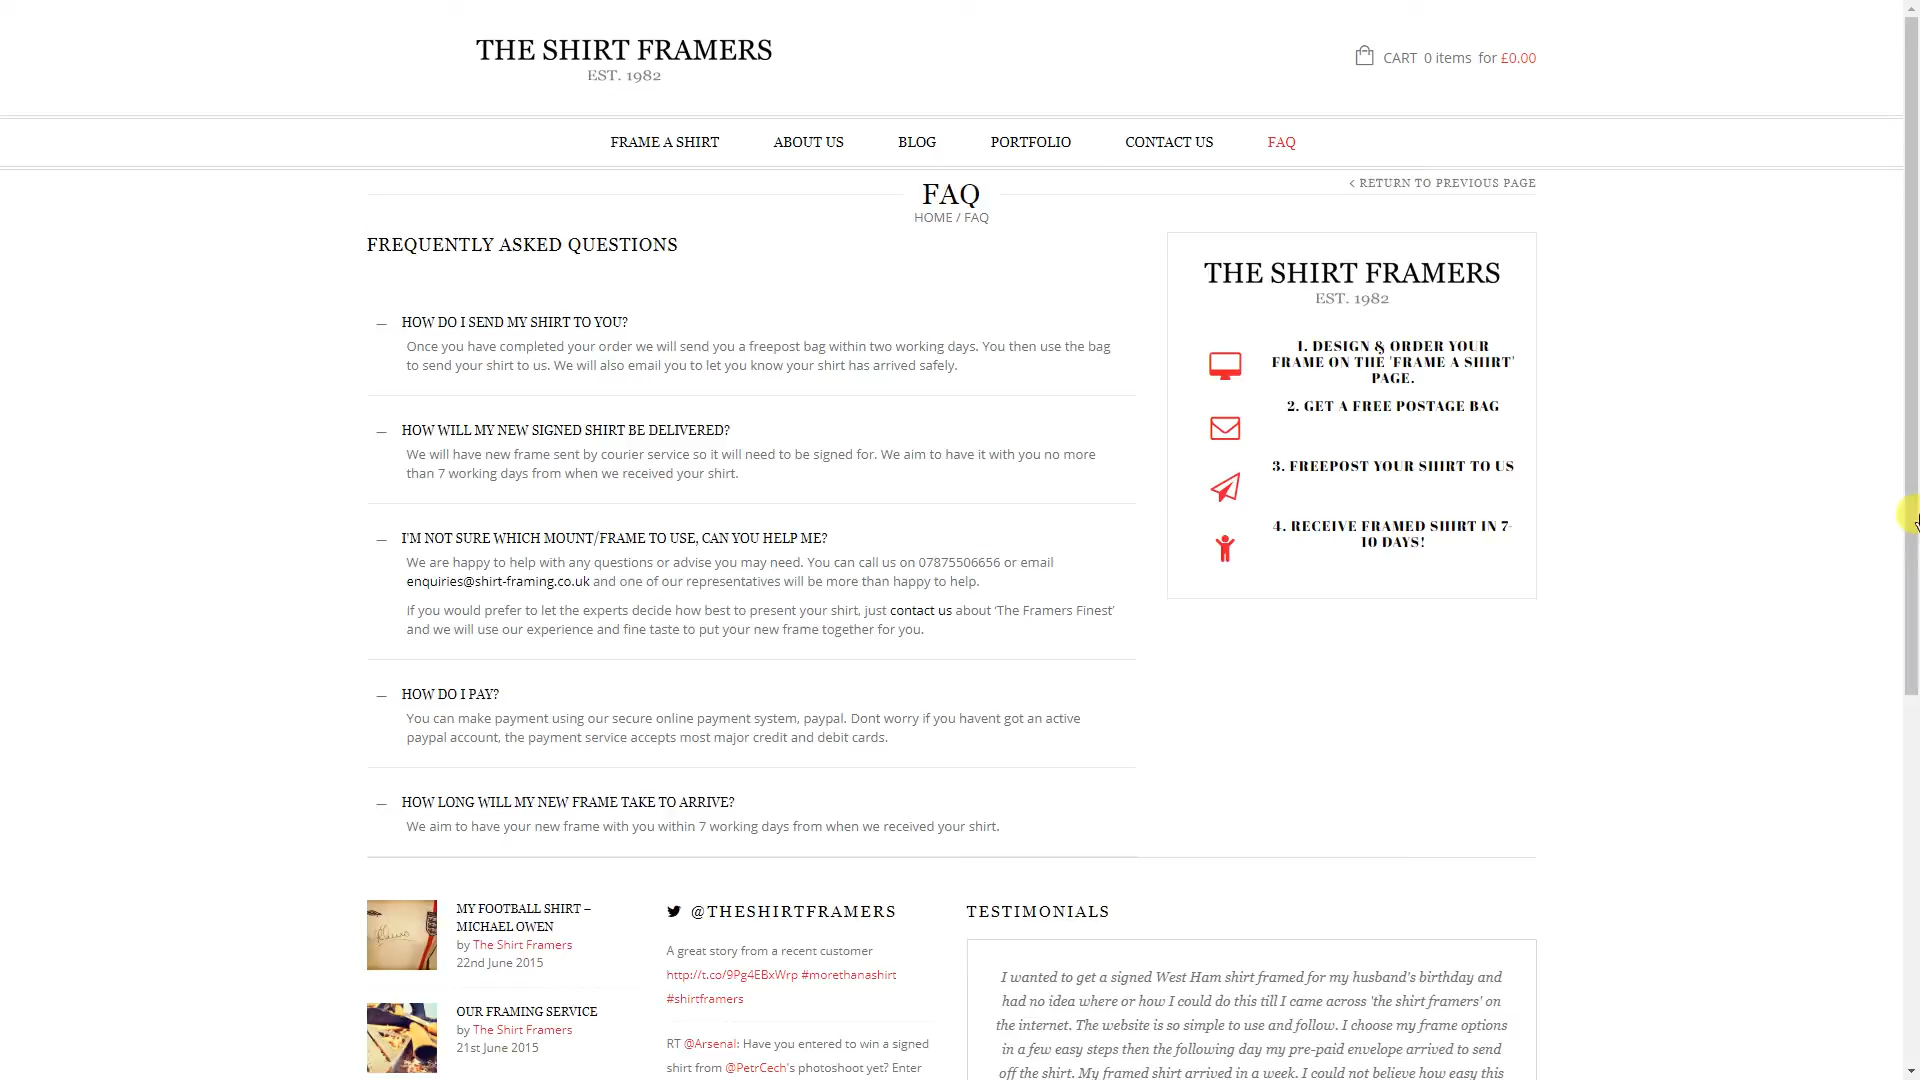 THE SHIRT FRAMERS
EST. 1982
CART 0 items for £0.00
FRAME A SHIRT
ABOUT US
BLOG
PORTFOLIO
CONTACT US
FAQ
< RETURN TO PREVIOUS PAGE
FAQ
HOME / FAQ
FREQUENTLY ASKED QUESTIONS
HOW DO I SEND MY SHIRT TO YOU?
Once you have completed your order we will send you a freepost bag within two working days. You then use the bag
to send your shirt to us. We will also email you to let you know your shirt has arrived safely.
HOW WILL MY NEW SIGNED SHIRT BE DELIVERED?
We will have new frame sent by courier service so it will need to be signed for. We aim to have it with you no more
than 7 working days from when we received your shirt.
I'M NOT SURE WHICH MOUNT/FRAME TO USE, CAN YOU HELP ME?
We are happy to help with any questions or advise you may need. You can call us on 07875506656 or email
enquiries@shirt-framing.co.uk and one of our representatives will be more than happy to help.
If you would prefer to let the experts decide how best to present your shirt, just contact us about 'The Framers Finest'
and we will use our experience and fine taste to put your new frame together for you.
HOW DO I PAY?
You can make payment using our secure online payment system, paypal. Dont worry if you havent got an active
paypal account, the payment service accepts most major credit and debit cards.
HOW LONG WILL MY NEW FRAME TAKE TO ARRIVE?
We aim to have your new frame with you within 7 working days from when we received your shirt.
THE SHIRT FRAMERS
EST. 1982
1. DESIGN & ORDER YOUR
FRAME ON THE 'FRAME A SHIRT'
PAGE.
2. GET A FREE POSTAGE BAG
3. FREEPOST YOUR SHIRT TO US
4. RECEIVE FRAMED SHIRT IN 7-
10 DAYS!
MY FOOTBALL SHIRT –
MICHAEL OWEN
by The Shirt Framers
22nd June 2015
OUR FRAMING SERVICE
by The Shirt Framers
21st June 2015
@THESHIRTFRAMERS
A great story from a recent customer
http://t.co/9Pg4EBxWrp #morethanashirt
#shirtframers
RT @Arsenal: Have you entered to win a signed
shirt from @PetrCech's photoshoot yet? Enter
TESTIMONIALS
I wanted to get a signed West Ham shirt framed for my husband's birthday and
had no idea where or how I could do this till I came across 'the shirt framers' on
the internet. The website is so simple to use and follow. I choose my frame options
in a few easy steps then the following day my pre-paid envelope arrived to send
off the shirt. My framed shirt arrived in a week. I could not believe how easy this